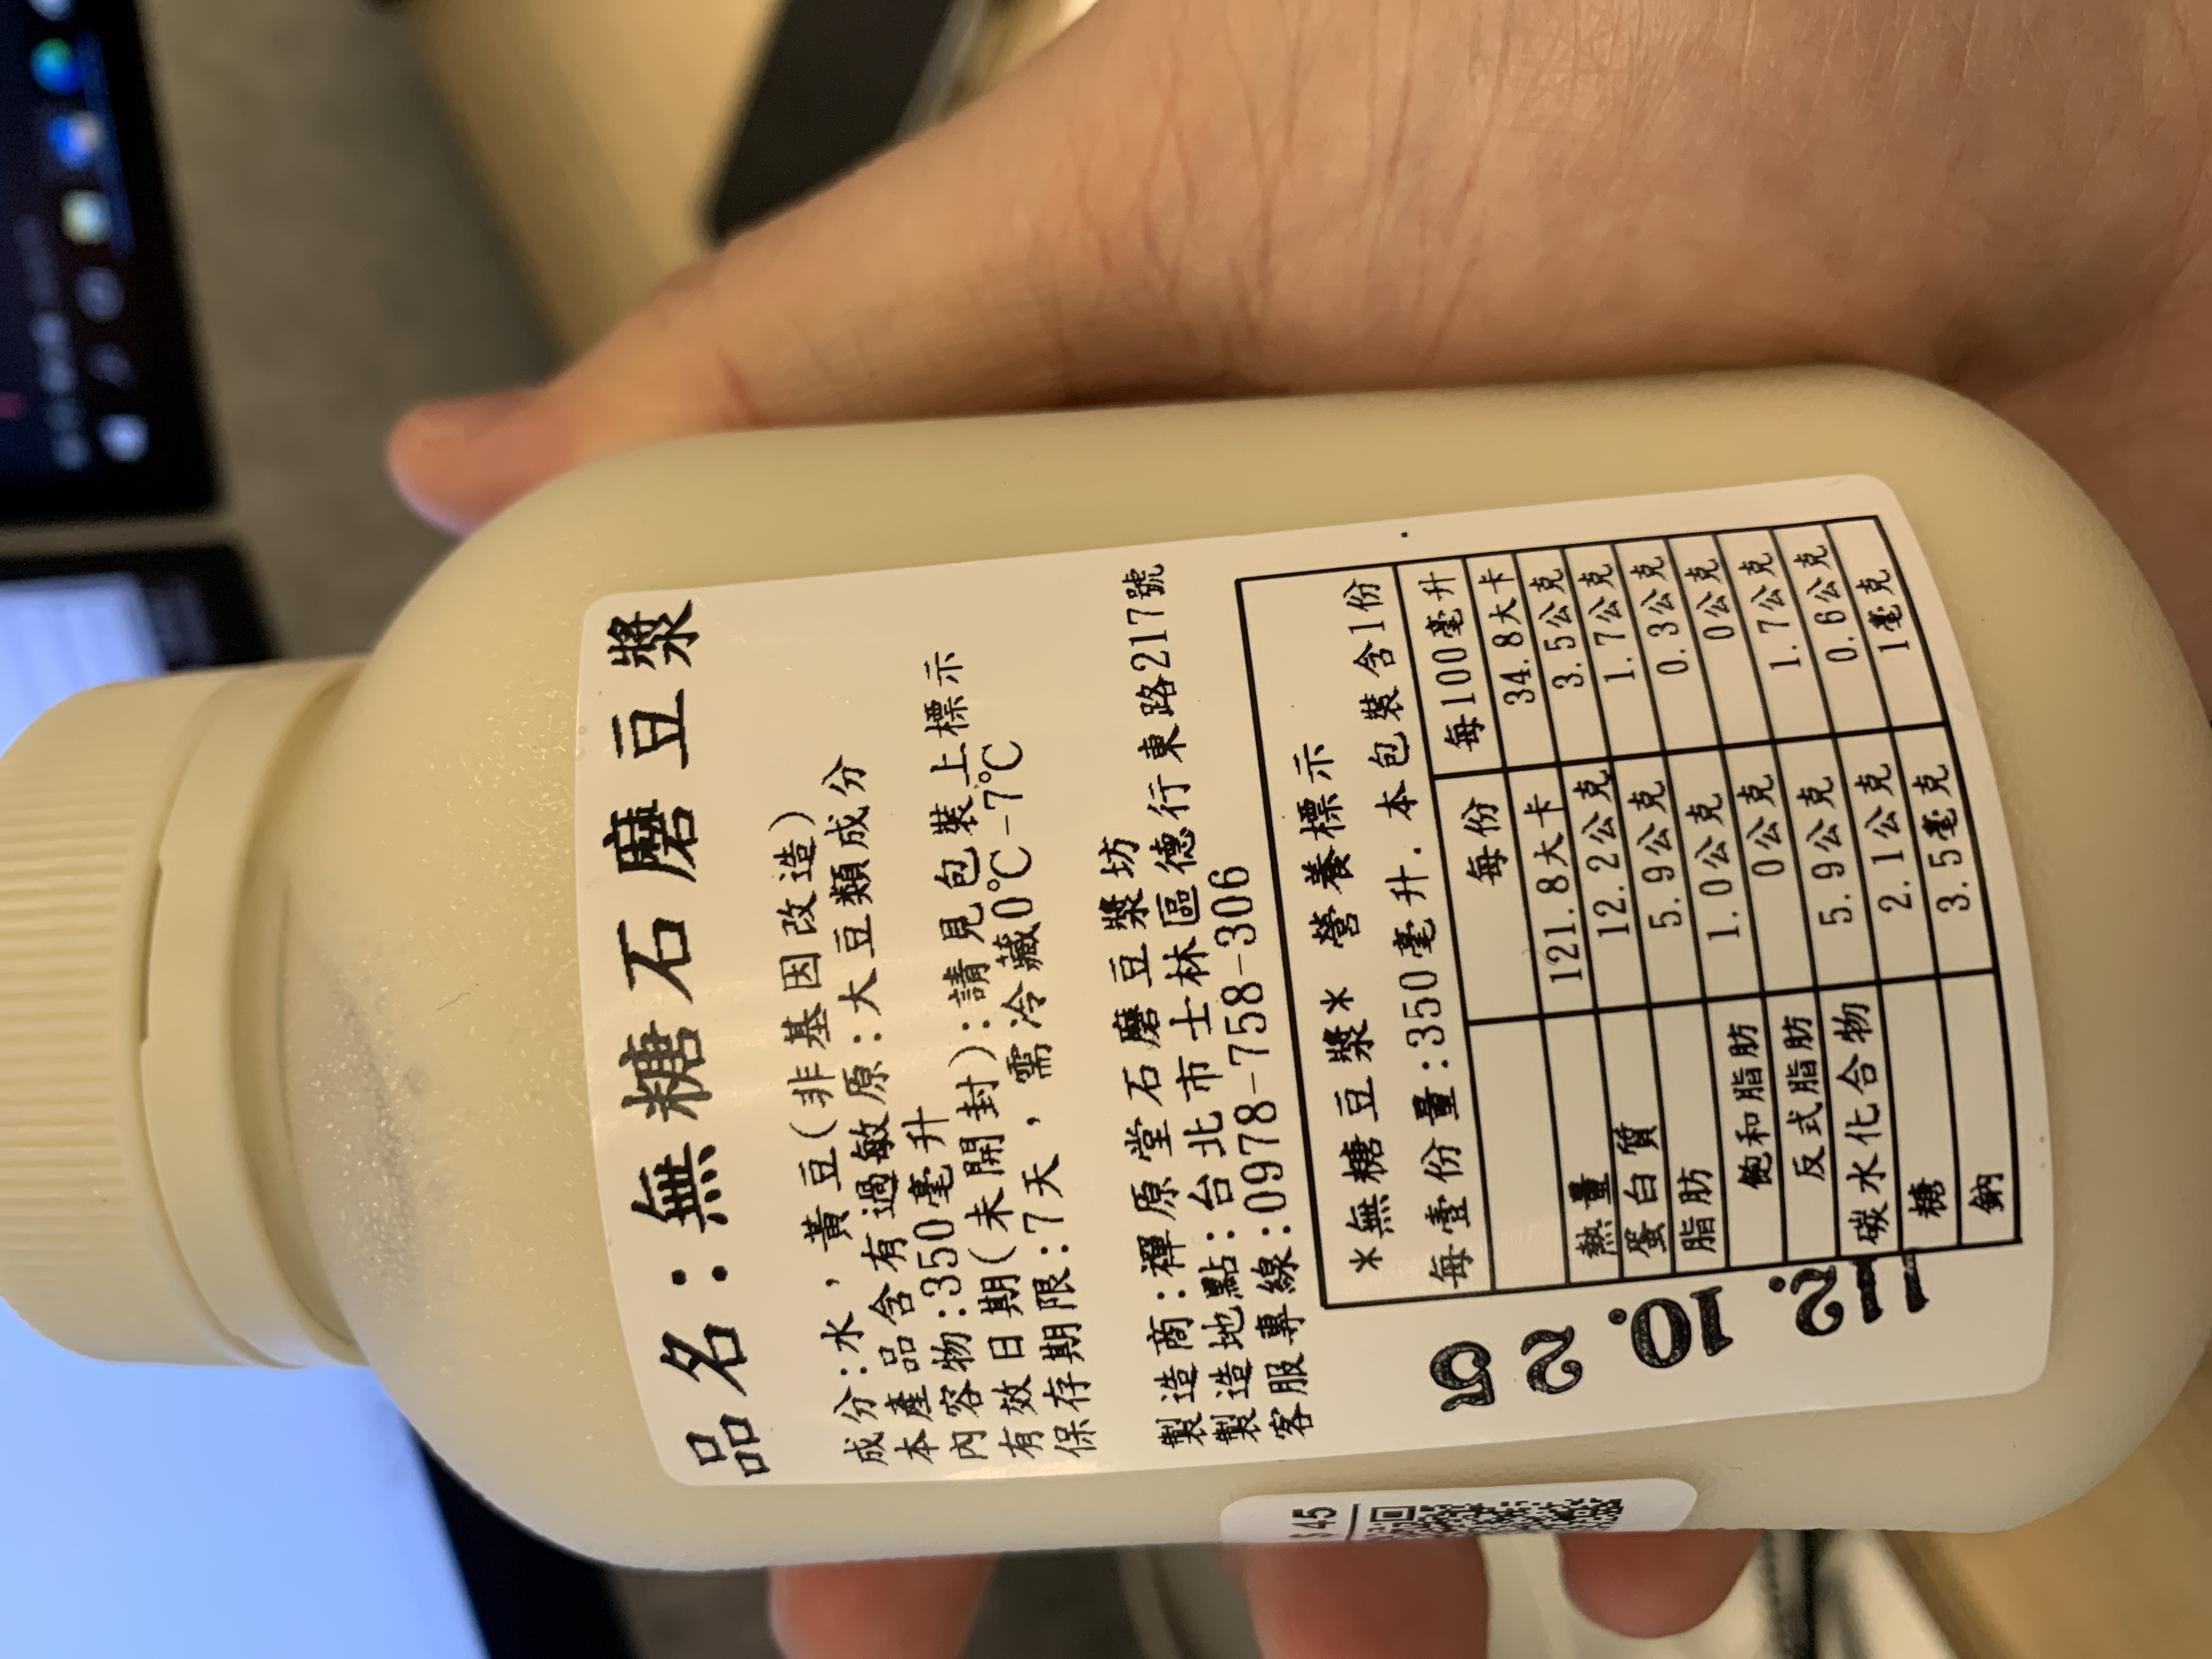 品名:無糖石磨豆漿
成分:水,黃豆(非基因改造)
本產品含有過敏原:大豆類成分
內容物:350毫升
有效日期(未開封):請見包裝上標示
保存期限:7天,需冷藏0℃-7℃
製造商:禪原堂石磨豆漿坊
製造地點:台北市士林區德行東路217號
客服專線:0978-758-306
*無糖豆漿* 營養標示
每壹份量:350毫升. 本包裝含1份
每份 每100毫升
熱量 121.8大卡 34.8大卡
蛋白質 12.2公克 3.5公克
脂肪 5.9公克 1.7公克
飽和脂肪 1.0公克 0.3公克
反式脂肪 0公克 0公克
碳水化合物 5.9公克 1.7公克
糖 2.1公克 0.6公克
鈉 3.5毫克 1毫克
112. 10. 25
$45